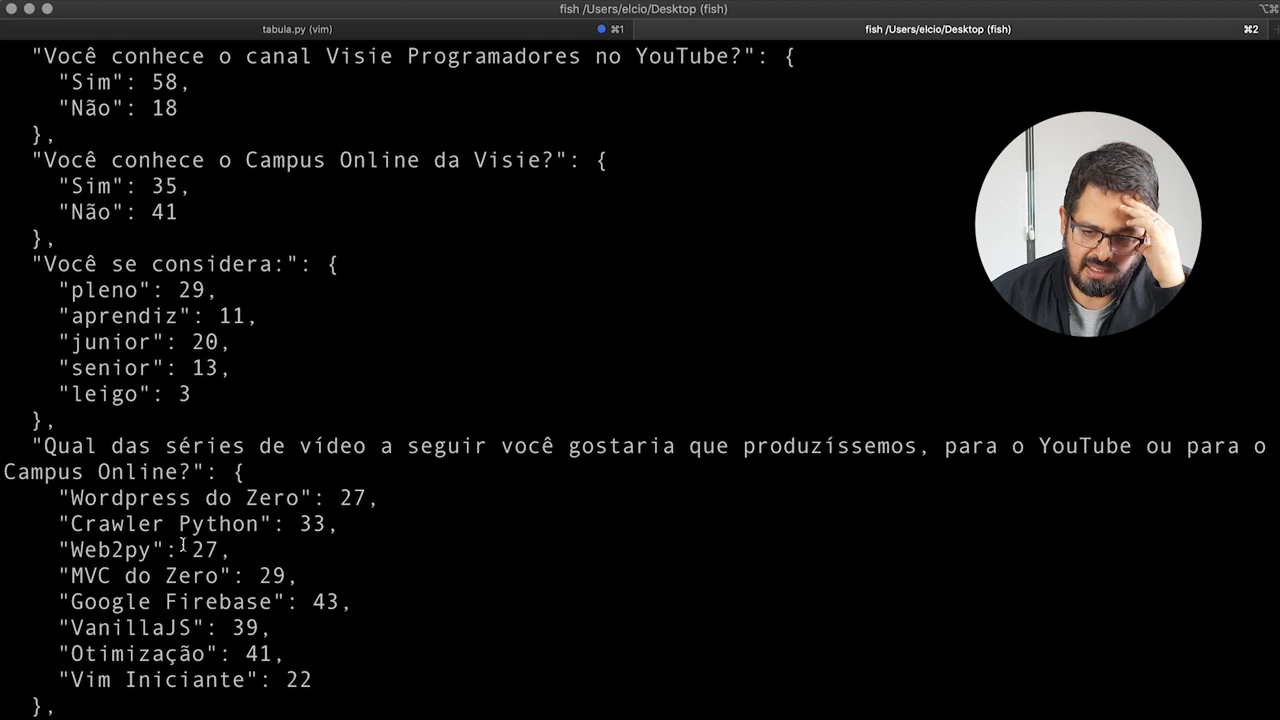 fish /Users/elcio/Desktop (fish)
⌥⌘
tabula.py (vim)
⌘1
fish /Users/elcio/Desktop (fish)
⌘2
"Você conhece o canal Visie Programadores no YouTube?": {
"Sim": 58,
"Não": 18
},
"Você conhece o Campus Online da Visie?": {
"Sim": 35,
"Não": 41
},
"Você se considera:": {
"pleno": 29,
"aprendiz": 11,
"junior": 20,
"senior": 13,
"leigo": 3
},
"Qual das séries de vídeo a seguir você gostaria que produzíssemos, para o YouTube ou para o
Campus Online?": {
"Wordpress do Zero": 27,
"Crawler Python": 33,
"Web2py": 27,
"MVC do Zero": 29,
"Google Firebase": 43,
"VanillaJS": 39,
"Otimização": 41,
"Vim Iniciante": 22
},